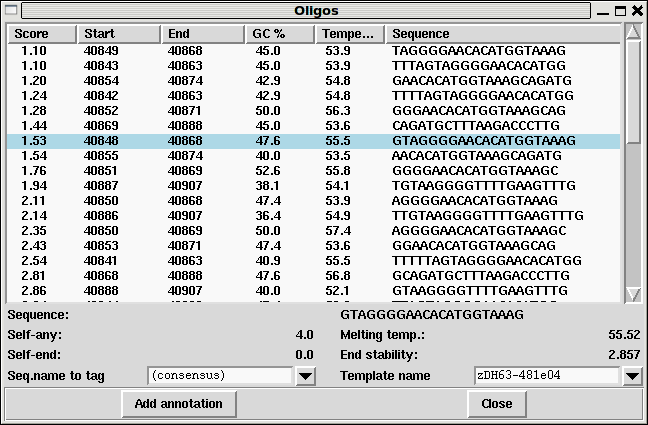 Oligos
Score Start End GC % Tempe... Sequence
1.10 40849 40868 45.0 53.9 TAGGGGAACACATGGTAAAG
1.10 40843 40863 45.0 53.9 TTTAGTAGGGGAACACATGG
1.20 40854 40874 42.9 54.8 GAACACATGGTAAAGCAGATG
1.24 40842 40863 42.9 54.8 TTTTAGTAGGGGAACACATGG
1.28 40852 40871 50.0 56.3 GGGAACACATGGTAAAGCAG
1.44 40869 40888 45.0 53.6 CAGATGCTTTAAGACCCTTG
1.53 40848 40868 47.6 55.5 GTAGGGGAACACATGGTAAAG
1.54 40855 40874 40.0 53.5 AACACATGGTAAAGCAGATG
1.76 40851 40869 52.6 55.8 GGGGAACACATGGTAAAGC
1.94 40887 40907 38.1 54.1 TGTAAGGGGTTTTGAAGTTTG
2.11 40850 40868 47.4 53.9 AGGGGAACACATGGTAAAG
2.14 40886 40907 36.4 54.9 TTGTAAGGGGTTTTGAAGTTTG
2.35 40850 40869 50.0 57.4 AGGGGAACACATGGTAAAGC
2.43 40853 40871 47.4 53.6 GGAACACATGGTAAAGCAG
2.54 40841 40863 40.9 55.5 TTTTTAGTAGGGGAACACATGG
2.81 40868 40888 47.6 56.8 GCAGATGCTTTAAGACCCTTG
2.86 40888 40907 40.0 52.1 GTAAGGGGTTTTGAAGTTTG
Sequence: GTAGGGGAACACATGGTAAAG
Self-any: 4.0 Melting temp.: 55.52
Self-end: 0.0 End stability: 2.857
Seq.name to tag (consensus) Template name zDH63-481e04
Add annotation Close